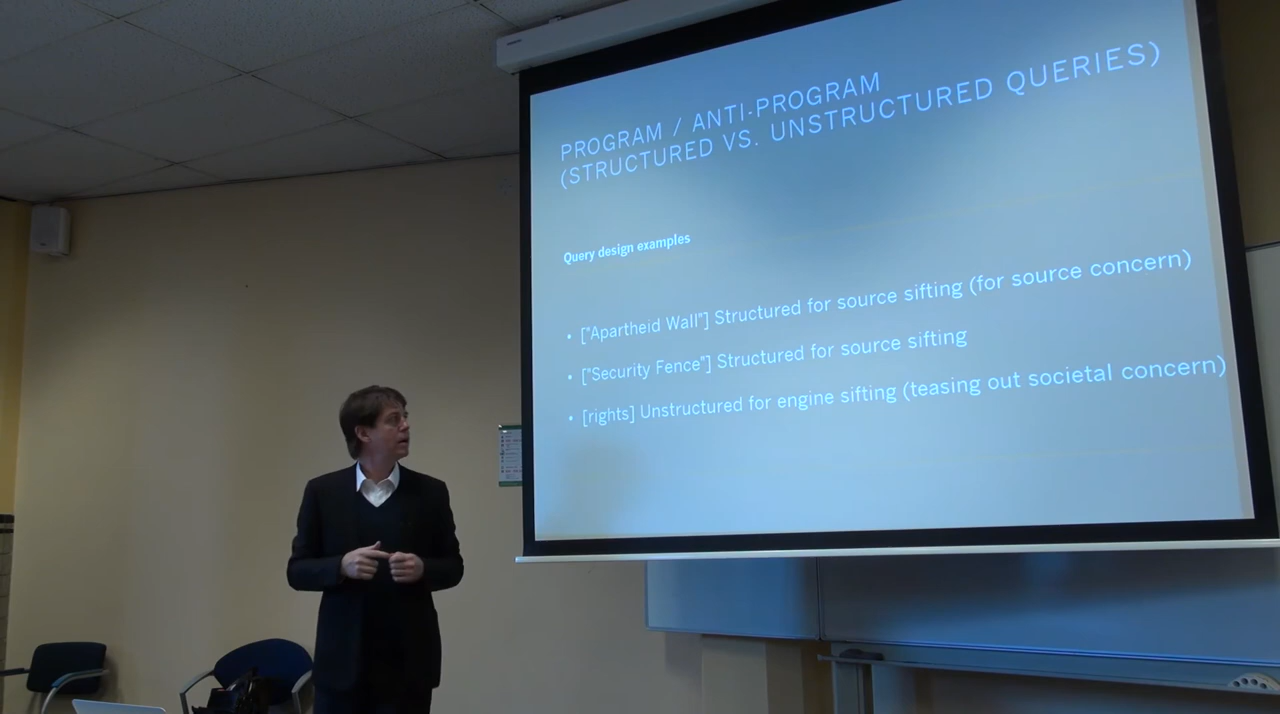 PROGRAM / ANTI-PROGRAM
(STRUCTURED VS. UNSTRUCTURED QUERIES)
Query design examples
• ["Apartheid Wall"] Structured for source sifting (for source concern)
• ["Security Fence"] Structured for source sifting
• [rights] Unstructured for engine sifting (teasing out societal concern)